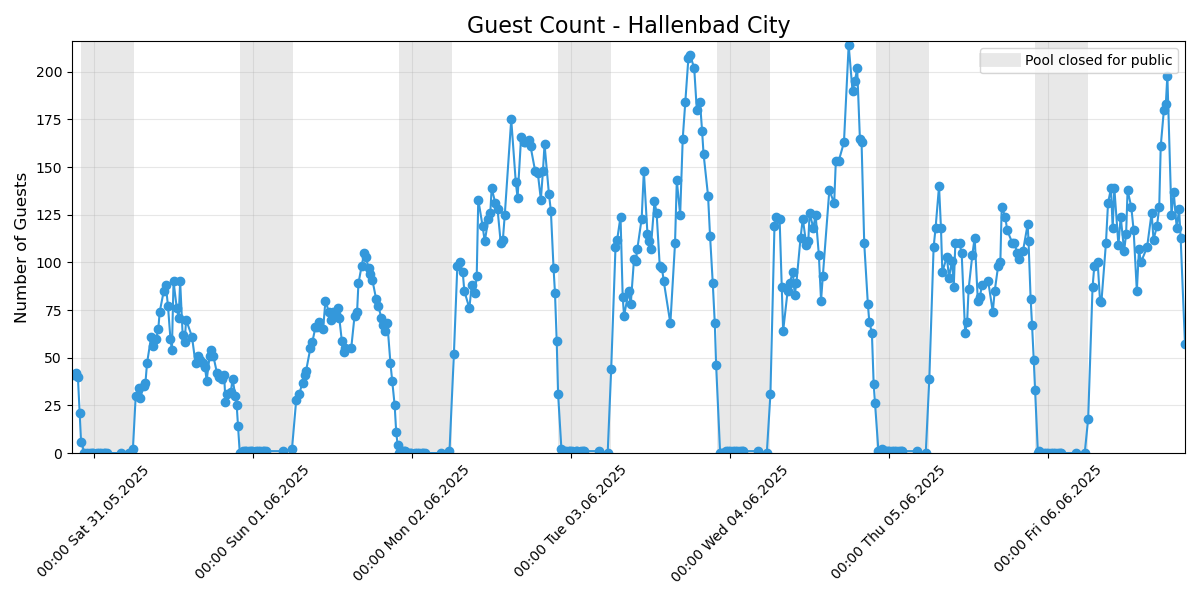 Guest Count - Hallenbad City
Pool closed for public
Number of Guests
200
175
150
125
100
75
50
25
0
00:00 Sat 31.05.2025
00:00 Sun 01.06.2025
00:00 Mon 02.06.2025
00:00 Tue 03.06.2025
00:00 Wed 04.06.2025
00:00 Thu 05.06.2025
00:00 Fri 06.06.2025